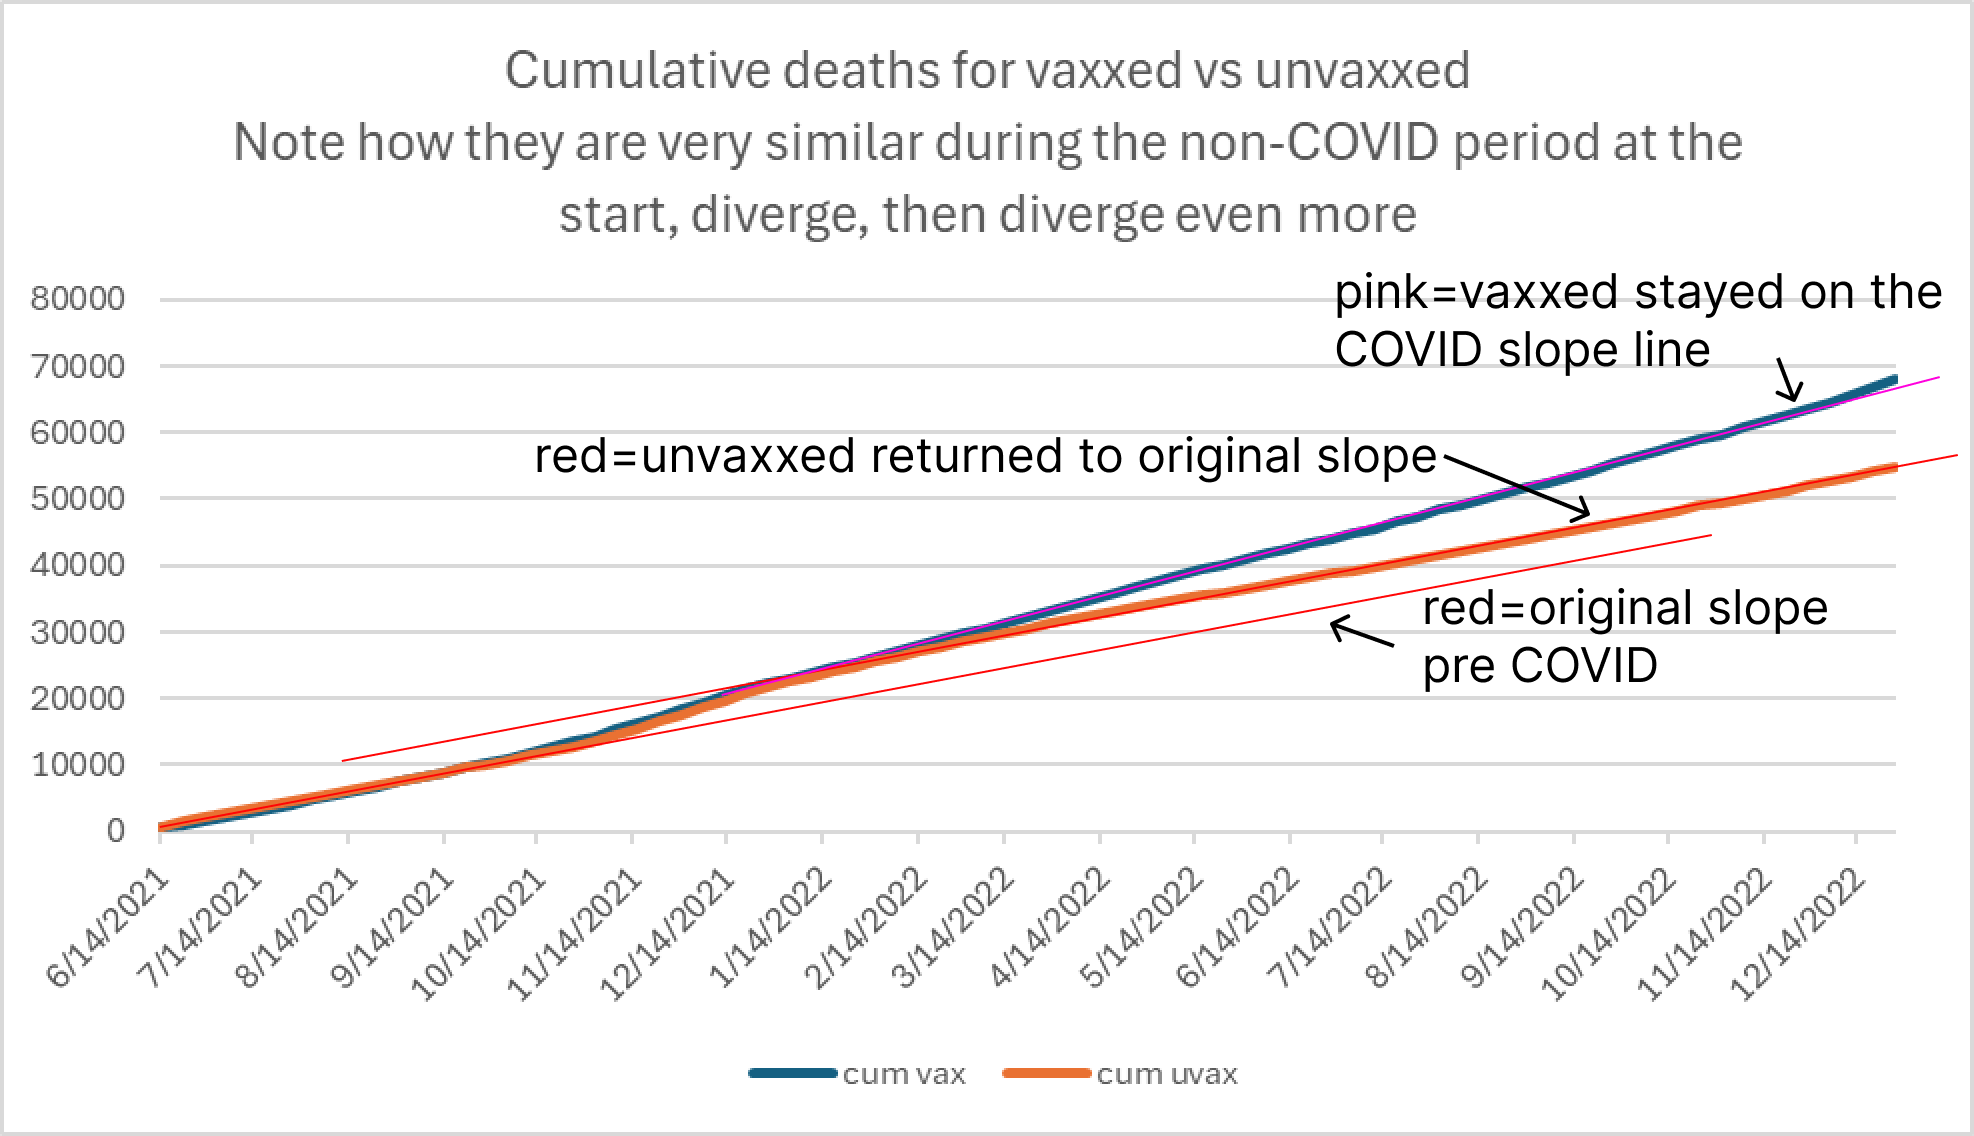 Cumulative deaths for vaxxed vs unvaxxed
Note how they are very similar during the non-COVID period at the
start, diverge, then diverge even more
pink=vaxxed stayed on the
COVID slope line
red=unvaxxed returned to original slope
red=original slope
pre COVID
80000
70000
60000
50000
40000
30000
20000
10000
0
6/14/2021
7/14/2021
8/14/2021
9/14/2021
10/14/2021
11/14/2021
12/14/2021
1/14/2022
2/14/2022
3/14/2022
4/14/2022
5/14/2022
6/14/2022
7/14/2022
8/14/2022
9/14/2022
10/14/2022
11/14/2022
12/14/2022
cum vax
cum uvax